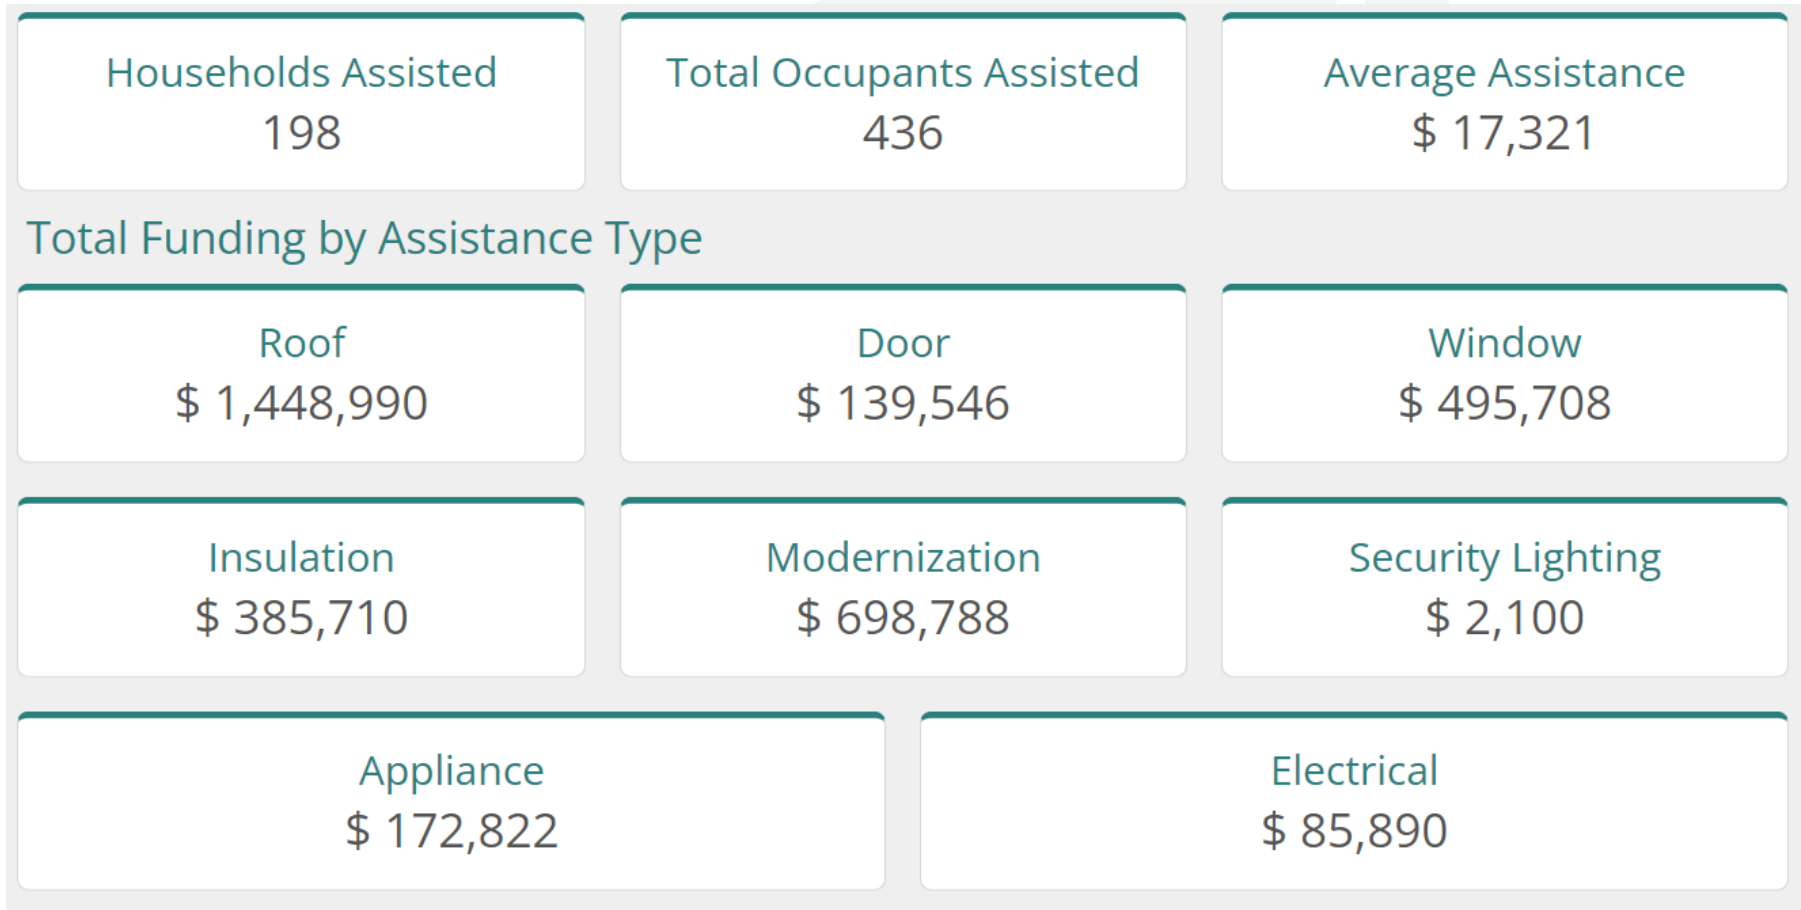 Households Assisted
198
Total Occupants Assisted
436
Average Assistance
$ 17,321
Total Funding by Assistance Type
Roof
$ 1,448,990
Door
$ 139,546
Window
$ 495,708
Insulation
$ 385,710
Modernization
$ 698,788
Security Lighting
$ 2,100
Appliance
$ 172,822
Electrical
$ 85,890